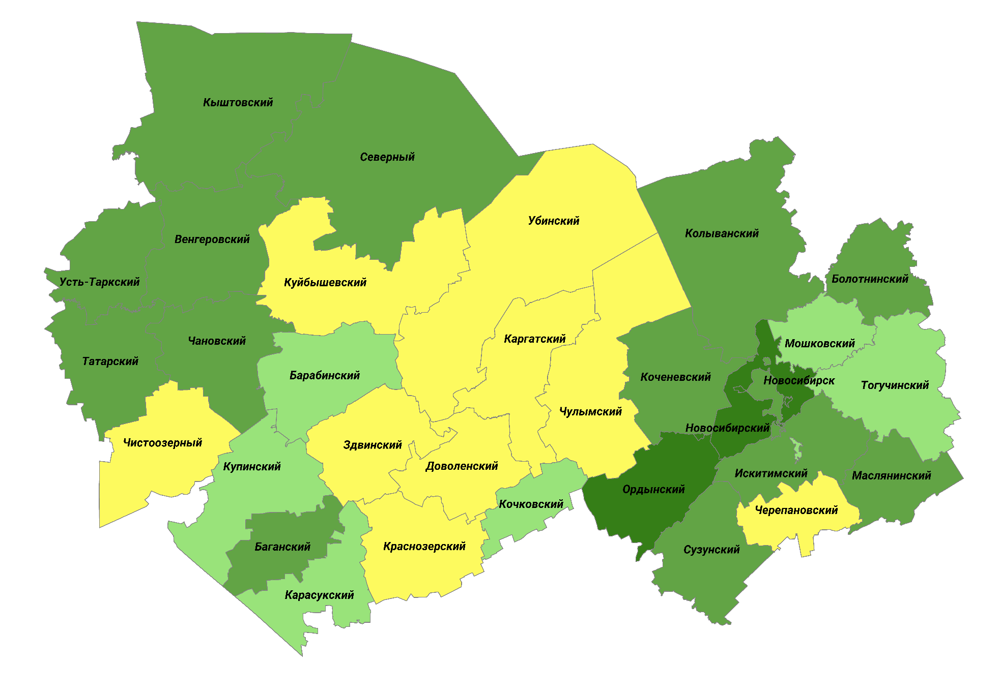 Кыштовский
Северный
Убинский
Колыванский
Венгеровский
Усть-Таркский
Куйбышевский
Болотнинский
Чановский
Каргатский
Мошковский
Татарский
Барабинский
Коченевский
Новосибирск
Тогучинский
Чулымский
Новосибирский
Чистоозерный
Здвинский
Купинский
Доволенский
Искитимский
Маслянинский
Ордынский
Кочковский
Черепановский
Баганский
Краснозерский
Сузунский
Карасукский